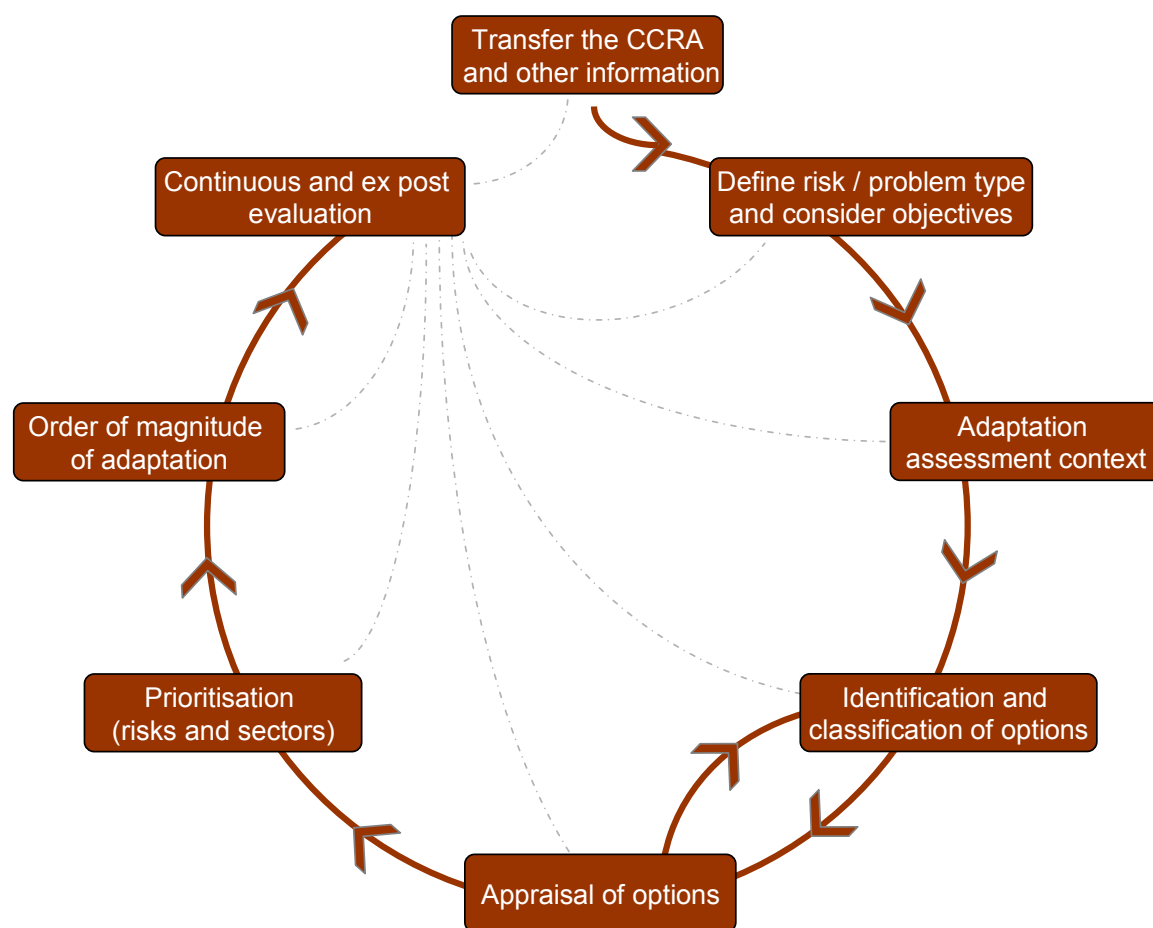 Transfer the CCRA
and other information
Define risk / problem type
and consider objectives
Adaptation
assessment context
Identification and
classification of options
Appraisal of options
Prioritisation
(risks and sectors)
Order of magnitude
of adaptation
Continuous and ex post
evaluation